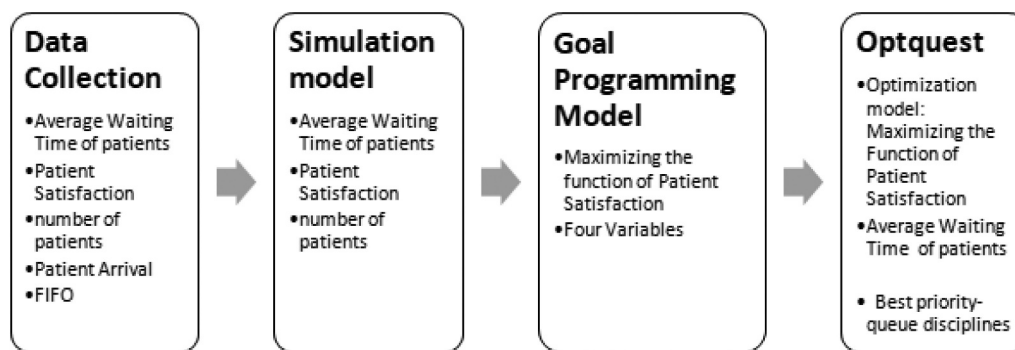 Data
Collection
•Average Waiting
Time of patients
•Patient
Satisfaction
•number of
patients
•Patient Arrival
•FIFO
Simulation
model
•Average Waiting
Time of patients
•Patient
Satisfaction
•number of
patients
Goal
Programming
Model
•Maximizing the
function of Patient
Satisfaction
•Four Variables
Optquest
•Optimization
model:
Maximizing the
Function of
Patient
Satisfaction
•Average Waiting
Time of patients
• Best priority-
queue disciplines